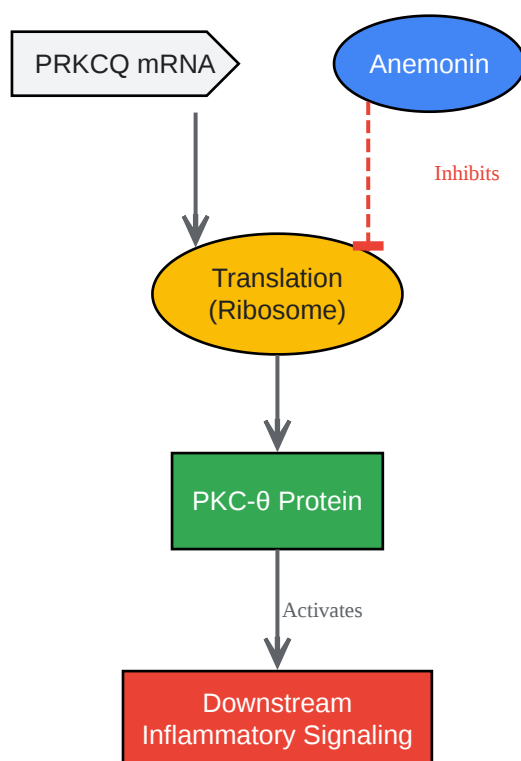 PRKCQ mRNA
Anemonin
Inhibits
Translation
(Ribosome)
PKC-θ Protein
Activates
Downstream
Inflammatory Signaling